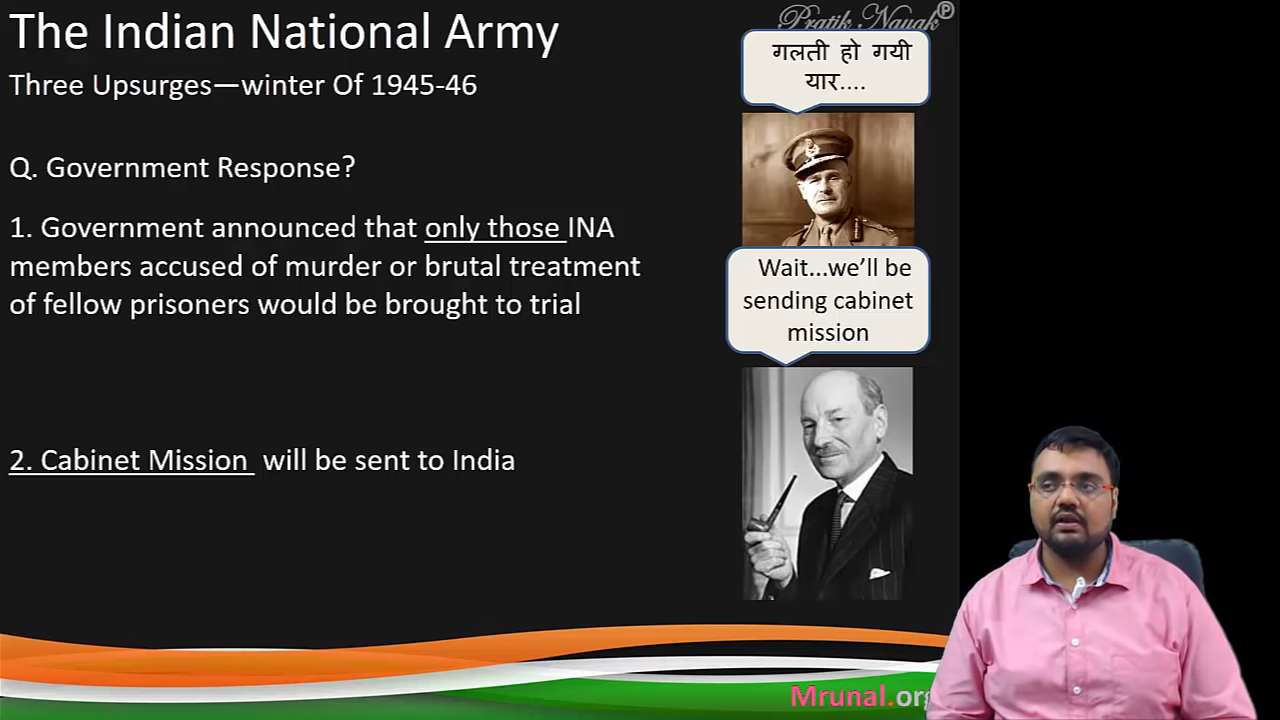 The Indian National Army
Three Upsurges—winter Of 1945-46
Q. Government Response?
1. Government announced that only those INA
members accused of murder or brutal treatment
of fellow prisoners would be brought to trial
2. Cabinet Mission will be sent to India
Pratik Nayak ℗
गलती हो गयी
यार....
Wait...we’ll be
sending cabinet
mission
Mrunal.org